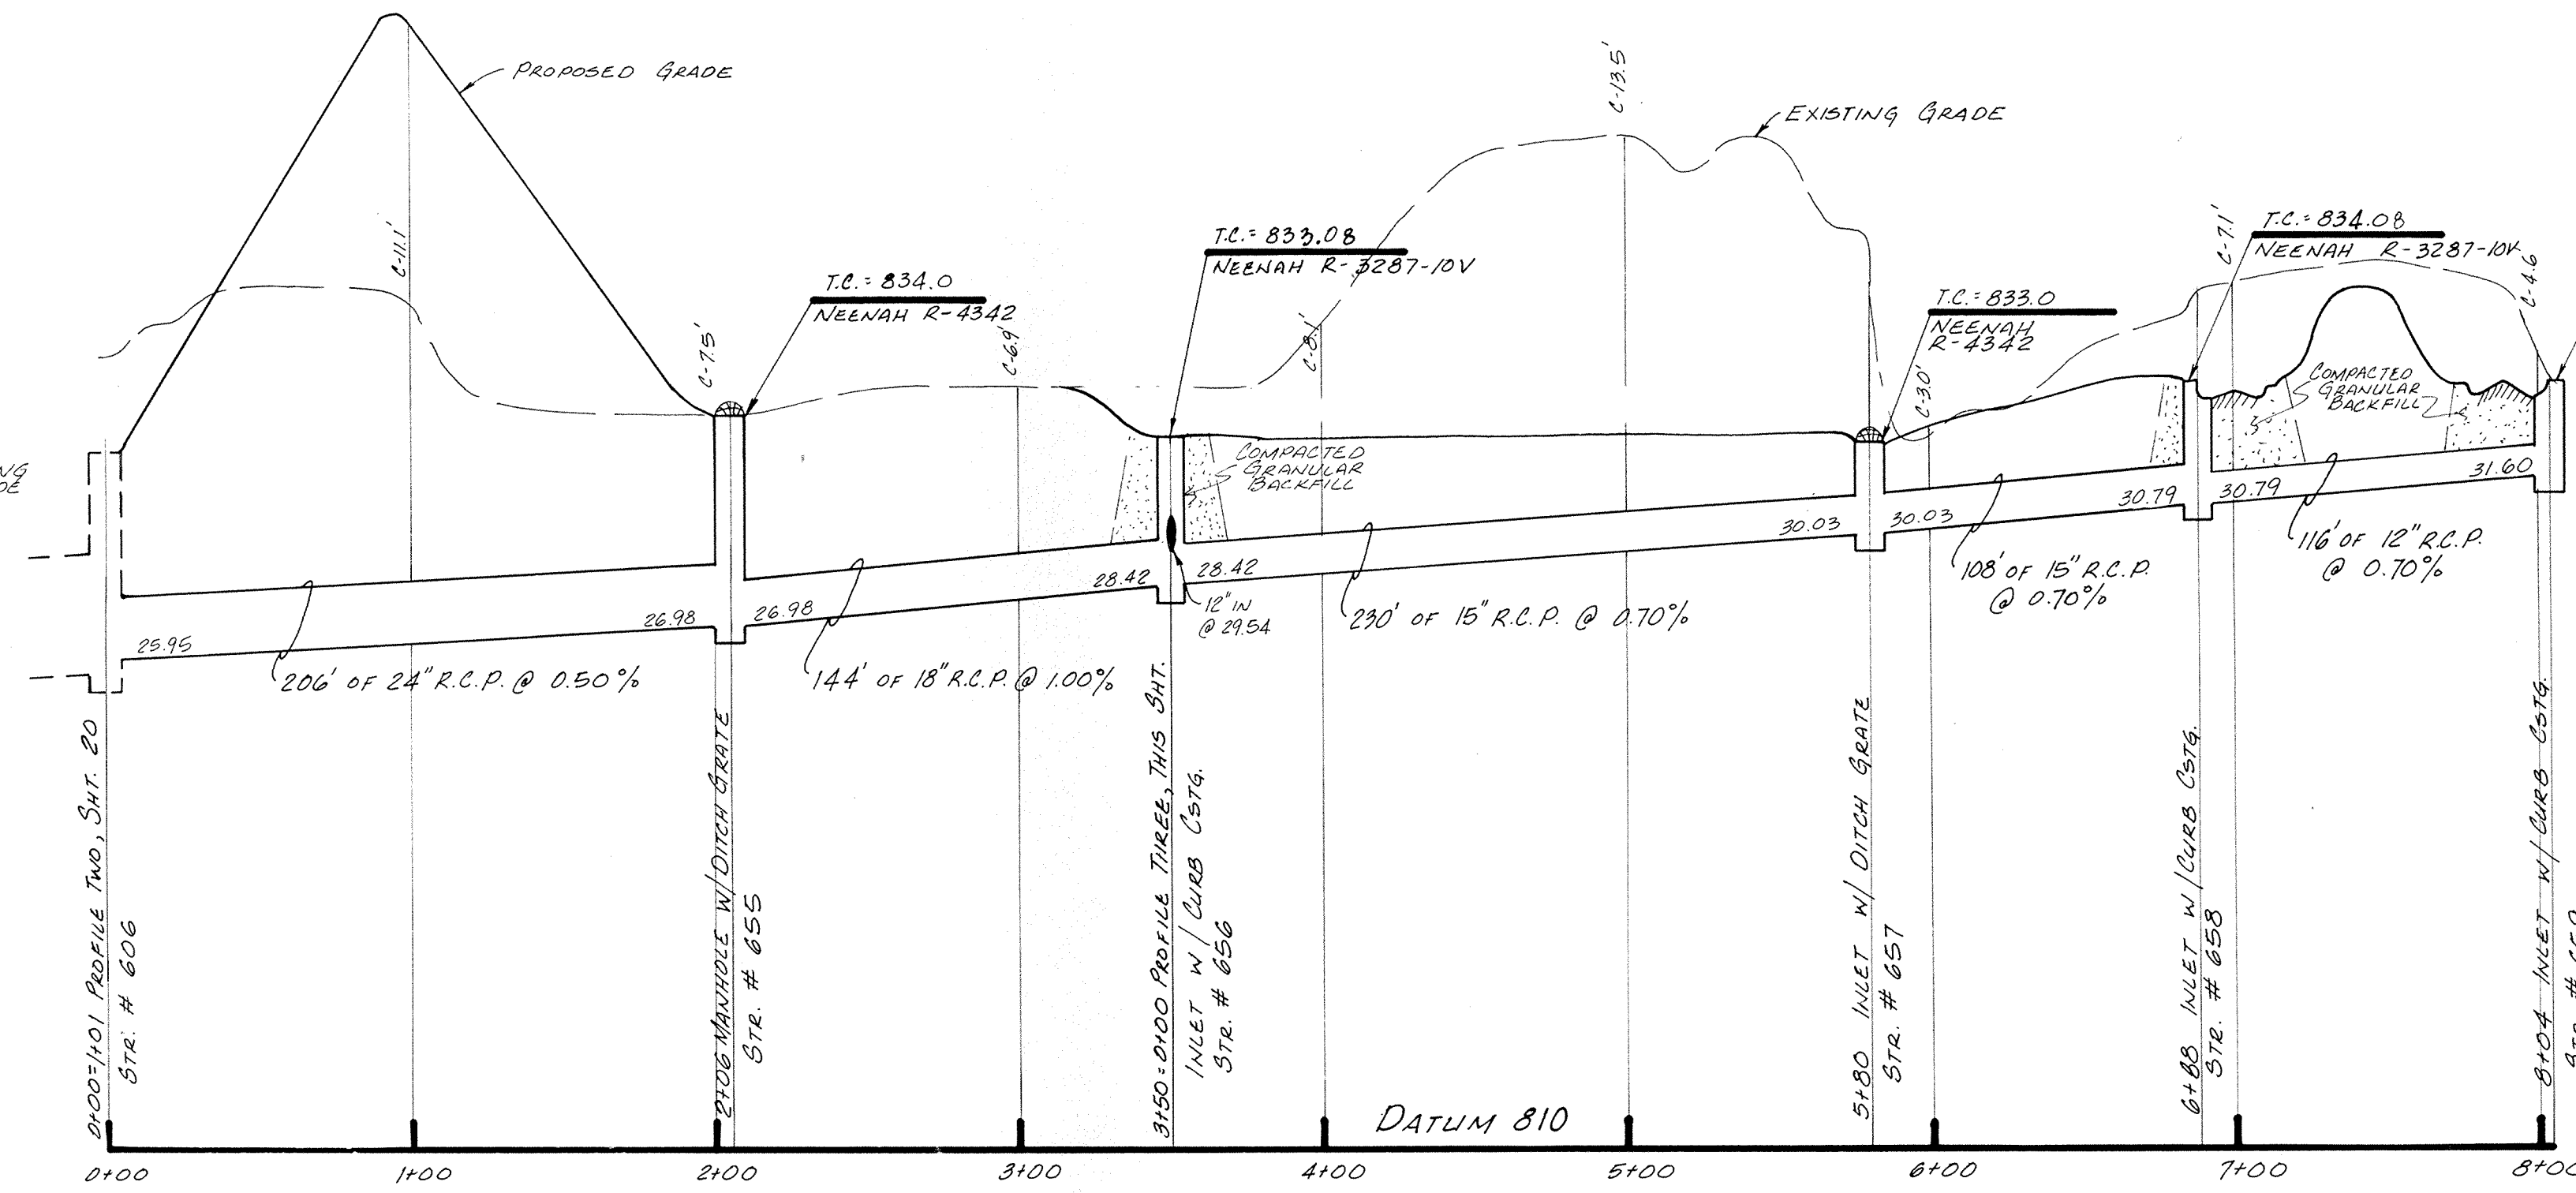 PROPOSED GRADE
EXISTING GRADE
C-11.1'
C-7.5'
C-6.9'
C-8.1'
C-13.5'
C-3.0'
C-7.1'
C-4.6
T.C.= 834.0
NEENAH R-4342
T.C.= 833.08
NEENAH R-3287-10V
T.C.= 833.0
NEENAH
R-4342
T.C.= 834.08
NEENAH R-3287-10V
COMPACTED
GRANULAR
BACKFILL
COMPACTED
GRANULAR
BACKFILL
25.95
26.98
26.98
28.42
28.42
30.03
30.03
30.79
30.79
31.60
12" IN
@ 29.54
206' OF 24" R.C.P. @ 0.50%
144' OF 18" R.C.P. @ 1.00%
230' OF 15" R.C.P. @ 0.70%
108' OF 15" R.C.P.
@ 0.70%
116' OF 12" R.C.P.
@ 0.70%
0+00=1+01 PROFILE TWO, SHT. 20
STR. # 606
2+06 MANHOLE W/DITCH GRATE
STR. # 655
3+50=0+00 PROFILE THREE, THIS SHT.
INLET W/ CURB CSTG.
STR. # 656
5+80 INLET W/ DITCH GRATE
STR. # 657
6+88 INLET W/CURB CSTG.
STR. # 658
8+04 INLET W/CURB CSTG.
DATUM 810
0+00
1+00
2+00
3+00
4+00
5+00
6+00
7+00
8+00